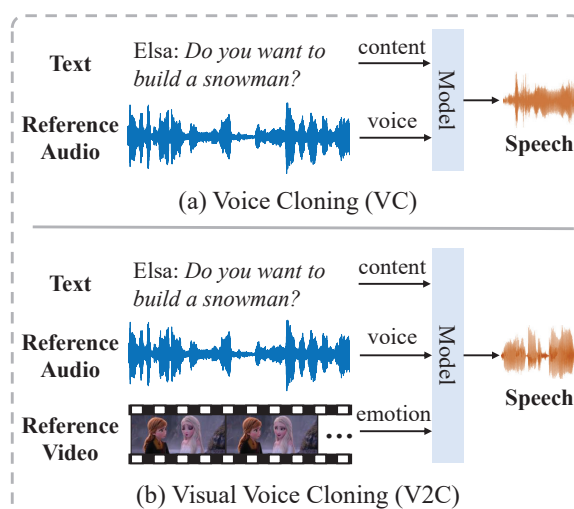 Text
Elsa: Do you want to
build a snowman?
content
Reference
Audio
voice
Model
Speech
(a) Voice Cloning (VC)
Text
Elsa: Do you want to
build a snowman?
content
Reference
Audio
voice
Model
Speech
Reference
Video
emotion
(b) Visual Voice Cloning (V2C)